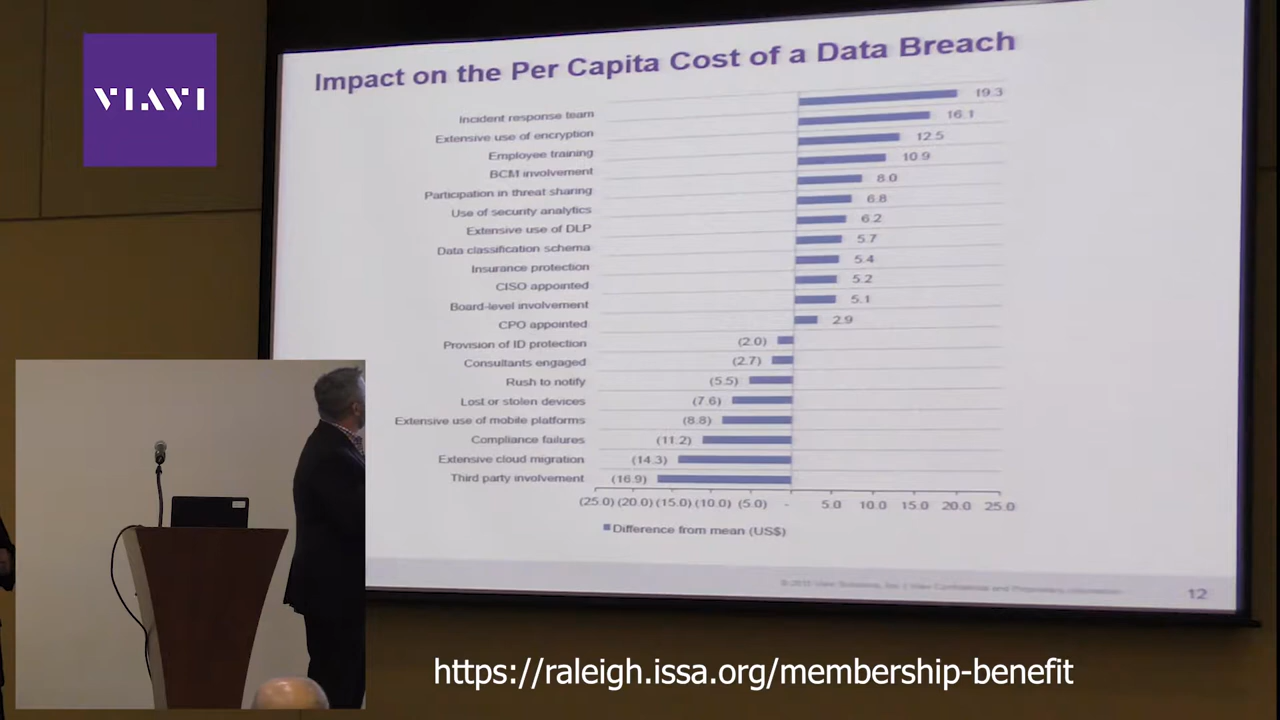 VIAVI
Impact on the Per Capita Cost of a Data Breach
Incident response team 19.3
Extensive use of encryption 16.1
Employee training 12.5
BCM involvement 10.9
Participation in threat sharing 8.0
Use of security analytics 6.8
Extensive use of DLP 6.2
Data classification schema 5.7
Insurance protection 5.4
CISO appointed 5.2
Board-level involvement 5.1
CPO appointed 2.9
Provision of ID protection (2.0)
Consultants engaged (2.7)
Rush to notify (5.5)
Lost or stolen devices (7.6)
Extensive use of mobile platforms (8.8)
Compliance failures (11.2)
Extensive cloud migration (14.3)
Third party involvement (16.9)
(25.0) (20.0) (15.0) (10.0) (5.0) - 5.0 10.0 15.0 20.0 25.0
Difference from mean (US$)
12
https://raleigh.issa.org/membership-benefit